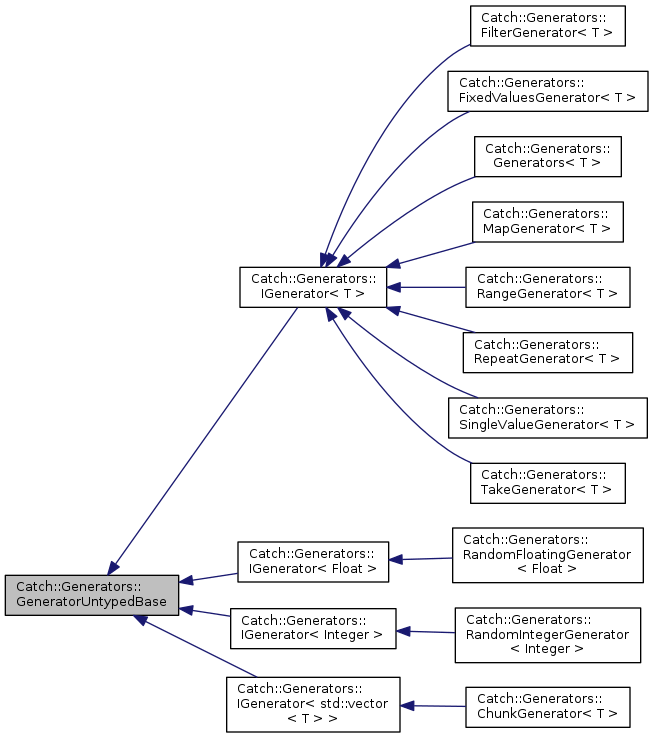 Catch::Generators::
FilterGenerator< T >
Catch::Generators::
FixedValuesGenerator< T >
Catch::Generators::
Generators< T >
Catch::Generators::
MapGenerator< T >
Catch::Generators::
IGenerator< T >
Catch::Generators::
RangeGenerator< T >
Catch::Generators::
RepeatGenerator< T >
Catch::Generators::
SingleValueGenerator< T >
Catch::Generators::
TakeGenerator< T >
Catch::Generators::
IGenerator< Float >
Catch::Generators::
RandomFloatingGenerator
< Float >
Catch::Generators::
GeneratorUntypedBase
Catch::Generators::
IGenerator< Integer >
Catch::Generators::
RandomIntegerGenerator
< Integer >
Catch::Generators::
IGenerator< std::vector
< T > >
Catch::Generators::
ChunkGenerator< T >